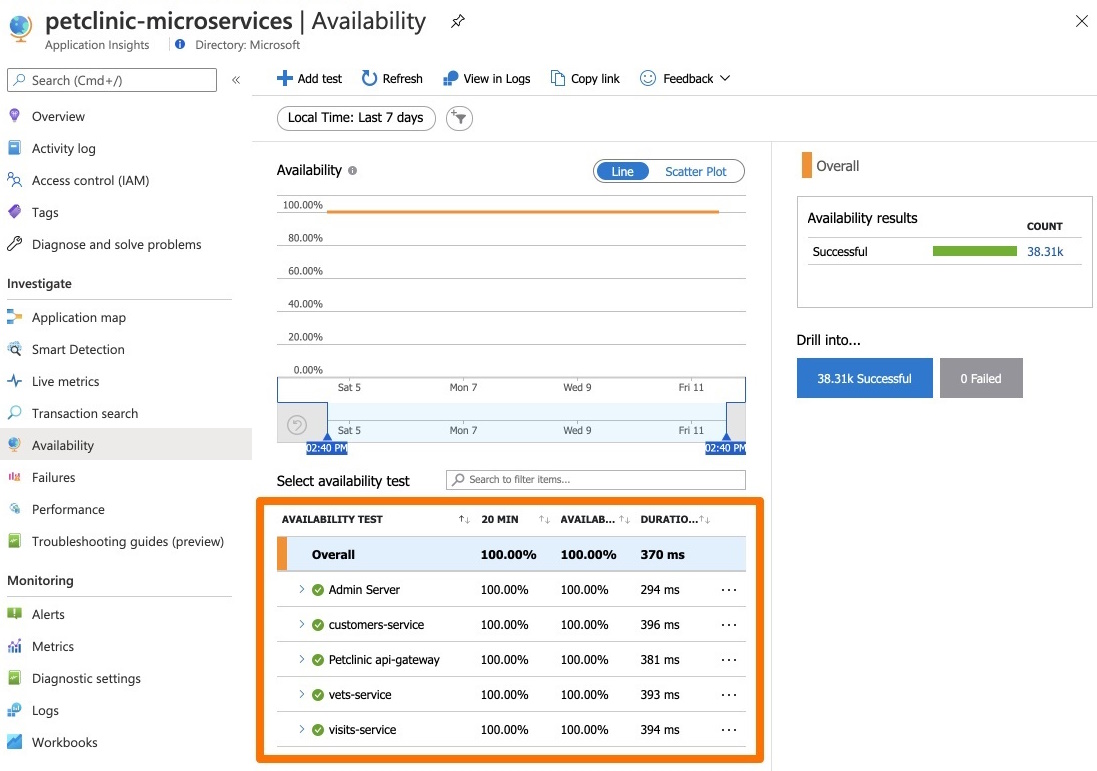 petclinic-microservices | Availability
Application Insights
Directory: Microsoft
Search (Cmd+/)
«
Overview
Activity log
Access control (IAM)
Tags
Diagnose and solve problems
Investigate
Application map
Smart Detection
Live metrics
Transaction search
Availability
Failures
Performance
Troubleshooting guides (preview)
Monitoring
Alerts
Metrics
Diagnostic settings
Logs
Workbooks
Add test Refresh View in Logs Copy link Feedback
Local Time: Last 7 days
Availability
Line Scatter Plot
100.00%
80.00%
60.00%
40.00%
20.00%
0.00%
Sat 5 Mon 7 Wed 9 Fri 11
Sat 5 Mon 7 Wed 9 Fri 11
02:40 PM 02:40 PM
Select availability test
Search to filter items...
AVAILABILITY TEST 20 MIN AVAILAB... DURATIO...
Overall 100.00% 100.00% 370 ms
Admin Server 100.00% 100.00% 294 ms
customers-service 100.00% 100.00% 396 ms
Petclinic api-gateway 100.00% 100.00% 381 ms
vets-service 100.00% 100.00% 393 ms
visits-service 100.00% 100.00% 394 ms
Overall
Availability results
COUNT
Successful 38.31k
Drill into...
38.31k Successful 0 Failed